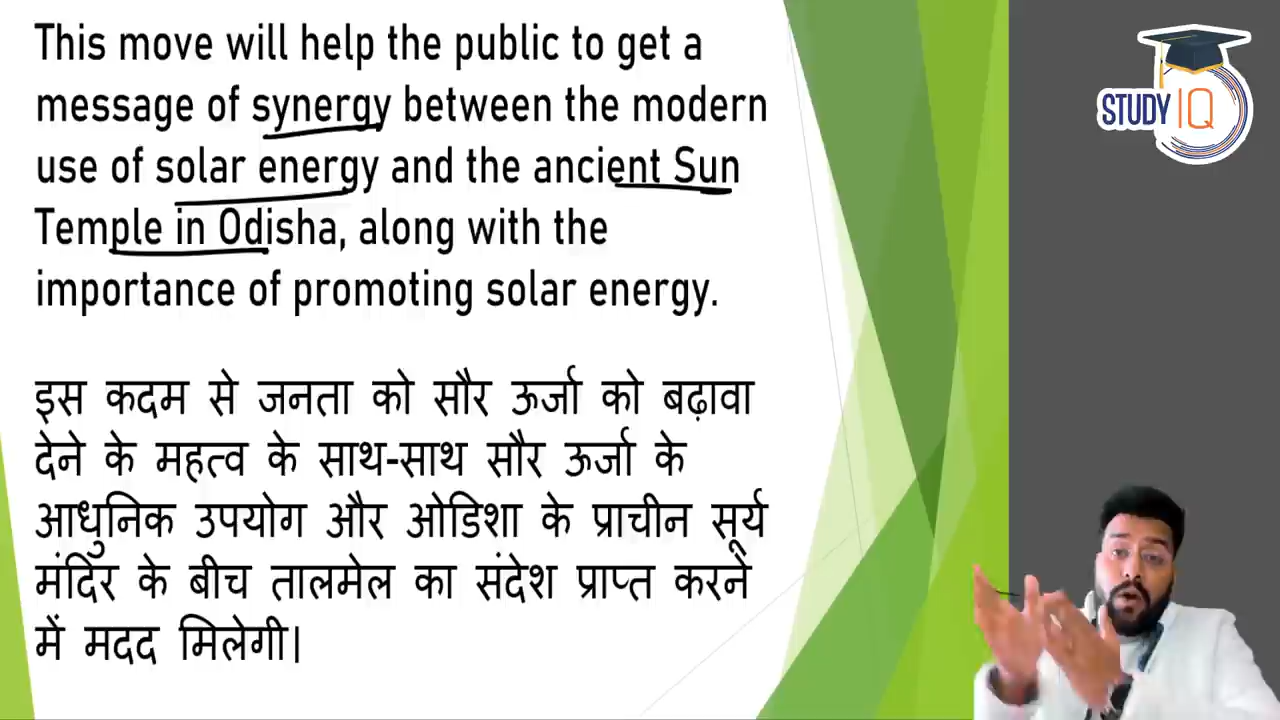 This move will help the public to get a
message of synergy between the modern
use of solar energy and the ancient Sun
Temple in Odisha, along with the
importance of promoting solar energy.
इस कदम से जनता को सौर ऊर्जा को बढ़ावा
देने के महत्व के साथ-साथ सौर ऊर्जा के
आधुनिक उपयोग और ओडिशा के प्राचीन सूर्य
मंदिर के बीच तालमेल का संदेश प्राप्त करने
में मदद मिलेगी।
STUDY IQ